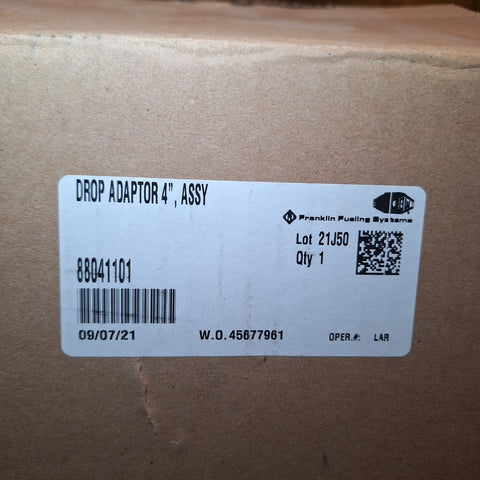 DROP ADAPTOR 4", ASSY
Franklin Fueling Systems
Lot 21J50
Qty 1
88041101
09/07/21 W.O.45677961 OPER.#: LAR